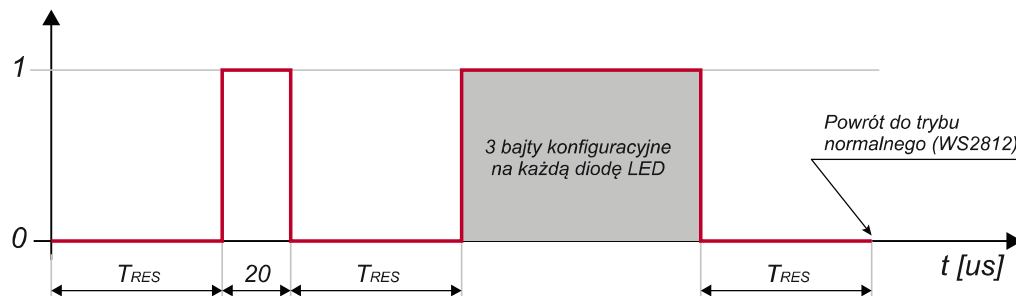 1
3 bajty konfiguracyjne
na każdą diodę LED
Powrót do trybu
normalnego (WS2812)
0
t [us]
TRES
20
TRES
TRES